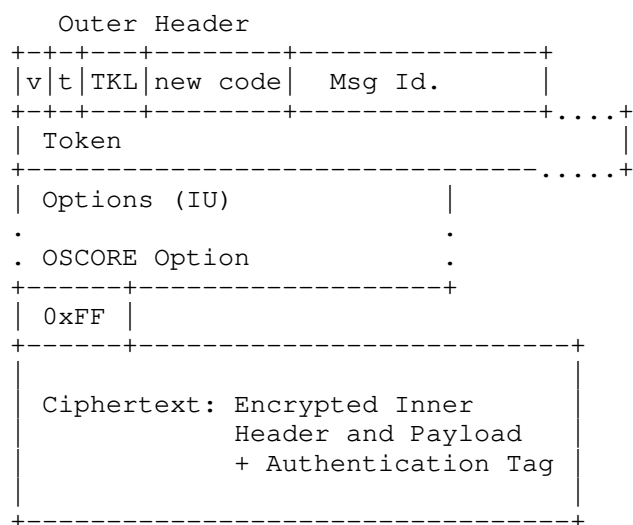 Outer Header
v t TKL new code Msg Id.
Token
Options (IU)
OSCORE Option
0xFF
Ciphertext: Encrypted Inner
Header and Payload
+ Authentication Tag